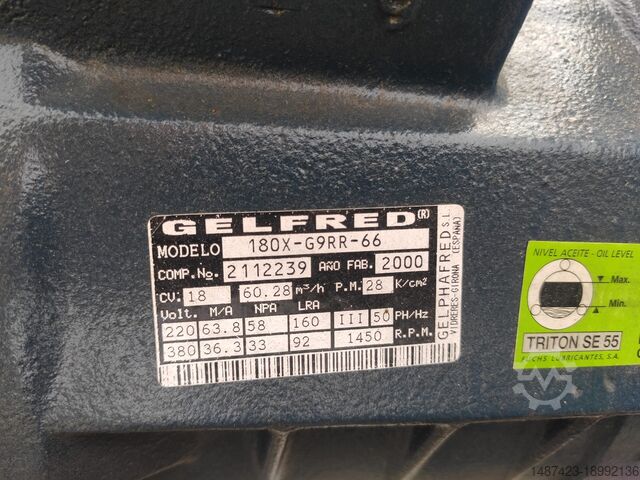 GELFRED (R)
MODELO 180X-G9RR-66
COMP.No. 2112239 AÑO FAB. 2000
CV: 18 60.28 m³/h P.M. 28 K/cm²
Volt. M/A NPA LRA
220 63.8 58 160 III 50 PH/Hz
380 36.3 33 92 1450 R.P.M.
GELPHAFRED S.L.
VIDRERES-GIRONA (ESPAÑA)
NIVEL ACEITE - OIL LEVEL
Max.
Min.
TRITON SE 55
FUCHS LUBRICANTES, S.A.
1487423-18992136